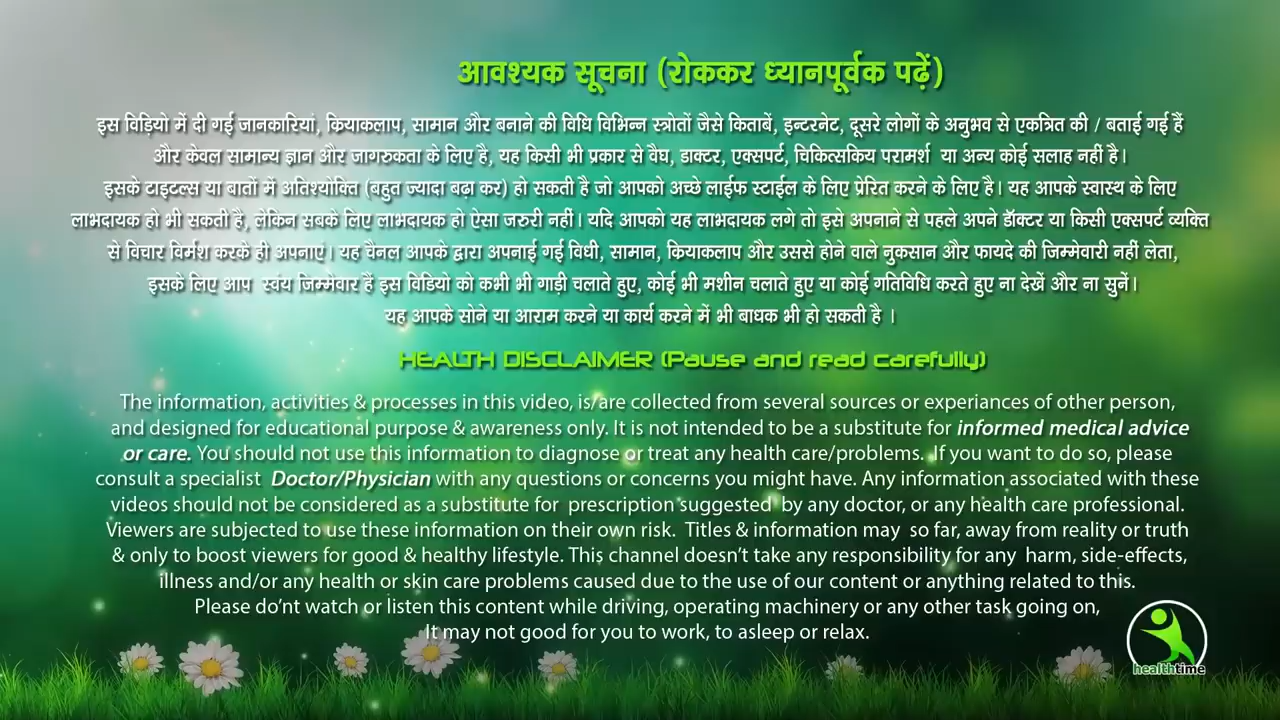 आवश्यक सूचना (रोककर ध्यानपूर्वक पढ़ें)
इस विड़ियो में दी गई जानकारियां, कियाकलाप, सामान और बनाने की विधि विभिन्न स्त्रोतों जैसे किताबें, इन्टरनेट, दूसरे लोगों के अनुभव से एकत्रित की / बताई गई हैं
और केवल सामान्य ज्ञान और जागरुकता के लिए है, यह किसी भी प्रकार से वैघ, डाक्टर, एक्सपर्ट, चिकित्सकिय परामर्श या अन्य कोई सलाह नहीं है।
इसके टाइटल्स या बातों में अतिश्योक्ति (बहुत ज्यादा बढ़ा कर) हो सकती है जो आपको अच्छे लाईफ स्टाईल के लिए प्रेरित करने के लिए है। यह आपके स्वास्थ के लिए
लाभदायक हो भी सकती है, लेकिन सबके लिए लाभदायक हो ऐसा जरुरी नहीं। यदि आपको यह लाभदायक लगे तो इसे अपनाने से पहले अपने डॉक्टर या किसी एक्सपर्ट व्यक्ति
से विचार विर्मश करके ही अपनाएं। यह चैनल आपके द्वारा अपनाई गई विधी, सामान, कियाकलाप और उससे होने वाले नुकसान और फायदे की जिम्मेवारी नहीं लेता,
इसके लिए आप स्वंय जिम्मेवार हैं इस विडियो को कभी भी गाड़ी चलाते हुए, कोई भी मशीन चलाते हुए या कोई गतिविधि करते हुए ना देखें और ना सुनें।
यह आपके सोने या आराम करने या कार्य करने में भी बाधक भी हो सकती है ।
HEALTH DISCLAIMER (Pause and read carefully)
The information, activities & processes in this video, is/are collected from several sources or experiances of other person,
and designed for educational purpose & awareness only. It is not intended to be a substitute for informed medical advice
or care. You should not use this information to diagnose or treat any health care/problems. If you want to do so, please
consult a specialist Doctor/Physician with any questions or concerns you might have. Any information associated with these
videos should not be considered as a substitute for prescription suggested by any doctor, or any health care professional.
Viewers are subjected to use these information on their own risk. Titles & information may so far, away from reality or truth
& only to boost viewers for good & healthy lifestyle. This channel doesn't take any responsibility for any harm, side-effects,
illness and/or any health or skin care problems caused due to the use of our content or anything related to this.
Please do'nt watch or listen this content while driving, operating machinery or any other task going on,
It may not good for you to work, to asleep or relax.
healthtime